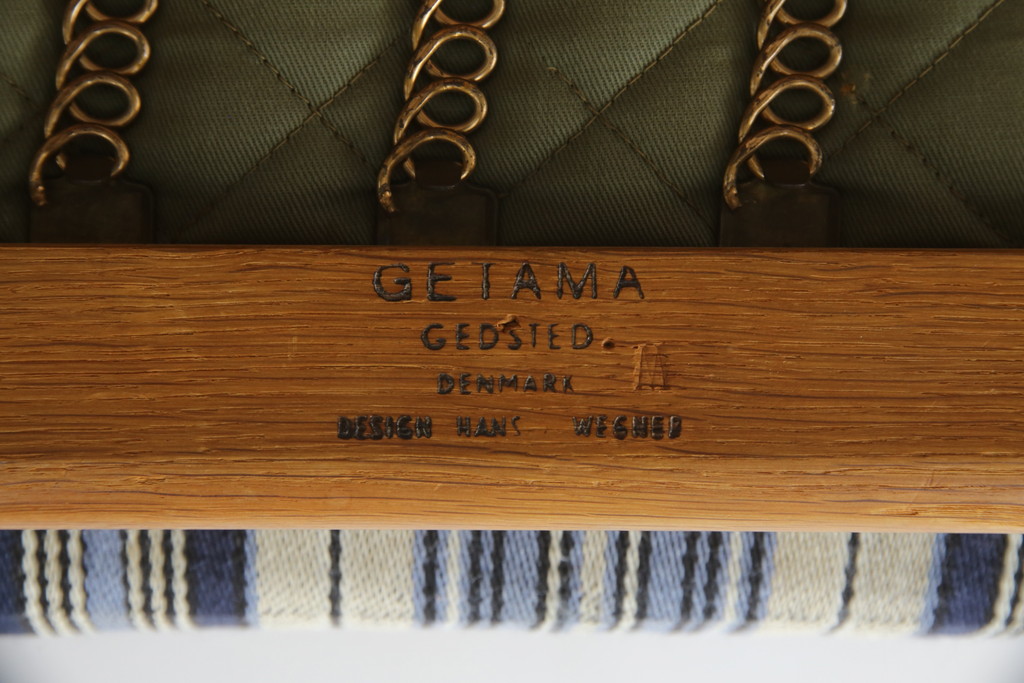 GETAMA
GEDSTED.
DENMARK
DESIGN HANS WEGNER